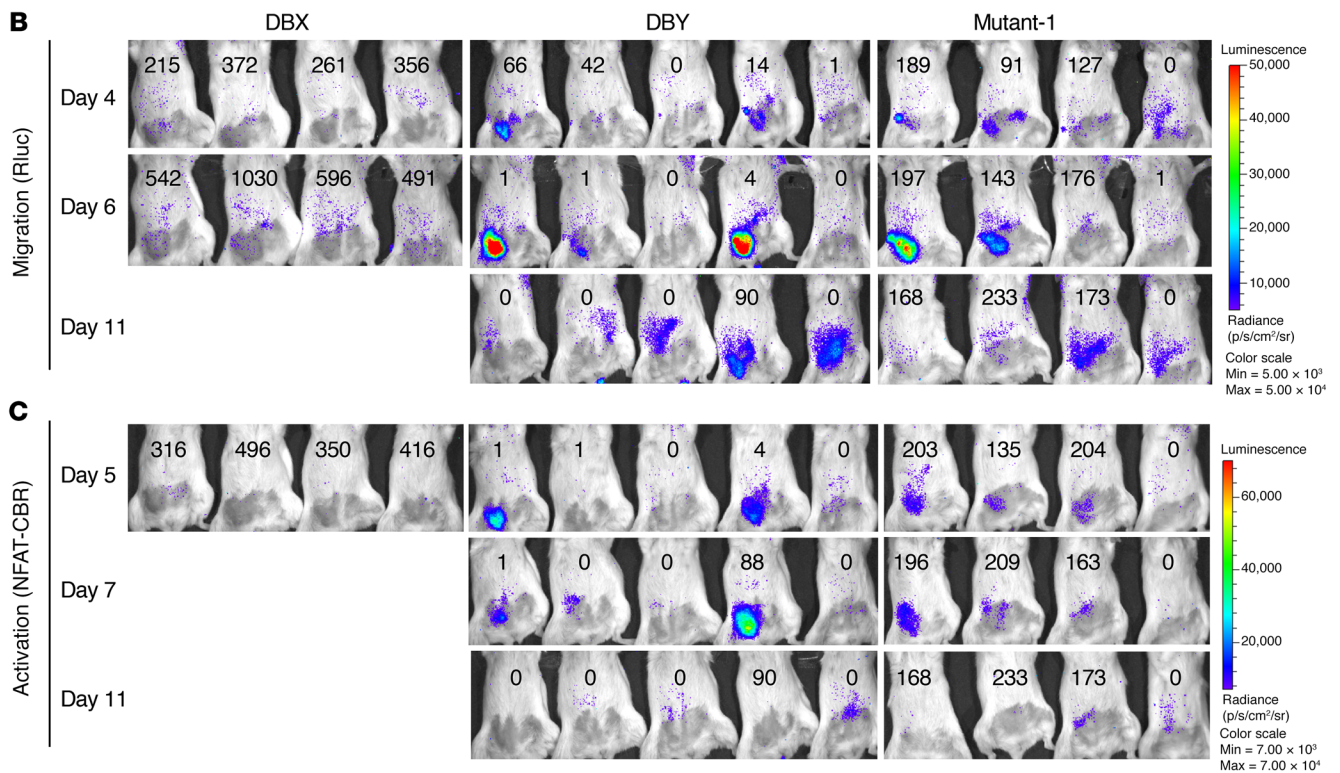 B
DBX DBY Mutant-1
Migration (Rluc)
Day 4
215 372 261 356 66 42 0 14 1 189 91 127 0
Day 6
542 1030 596 491 1 1 0 4 0 197 143 176 1
Day 11
0 0 0 90 0 168 233 173 0
Luminescence
50,000
40,000
30,000
20,000
10,000
Radiance
(p/s/cm²/sr)
Color scale
Min = 5.00 × 10³
Max = 5.00 × 10⁴
C
Activation (NFAT-CBR)
Day 5
316 496 350 416 1 1 0 4 0 203 135 204 0
Day 7
1 0 0 88 0 196 209 163 0
Day 11
0 0 0 90 0 168 233 173 0
Luminescence
60,000
40,000
20,000
Radiance
(p/s/cm²/sr)
Color scale
Min = 7.00 × 10³
Max = 7.00 × 10⁴